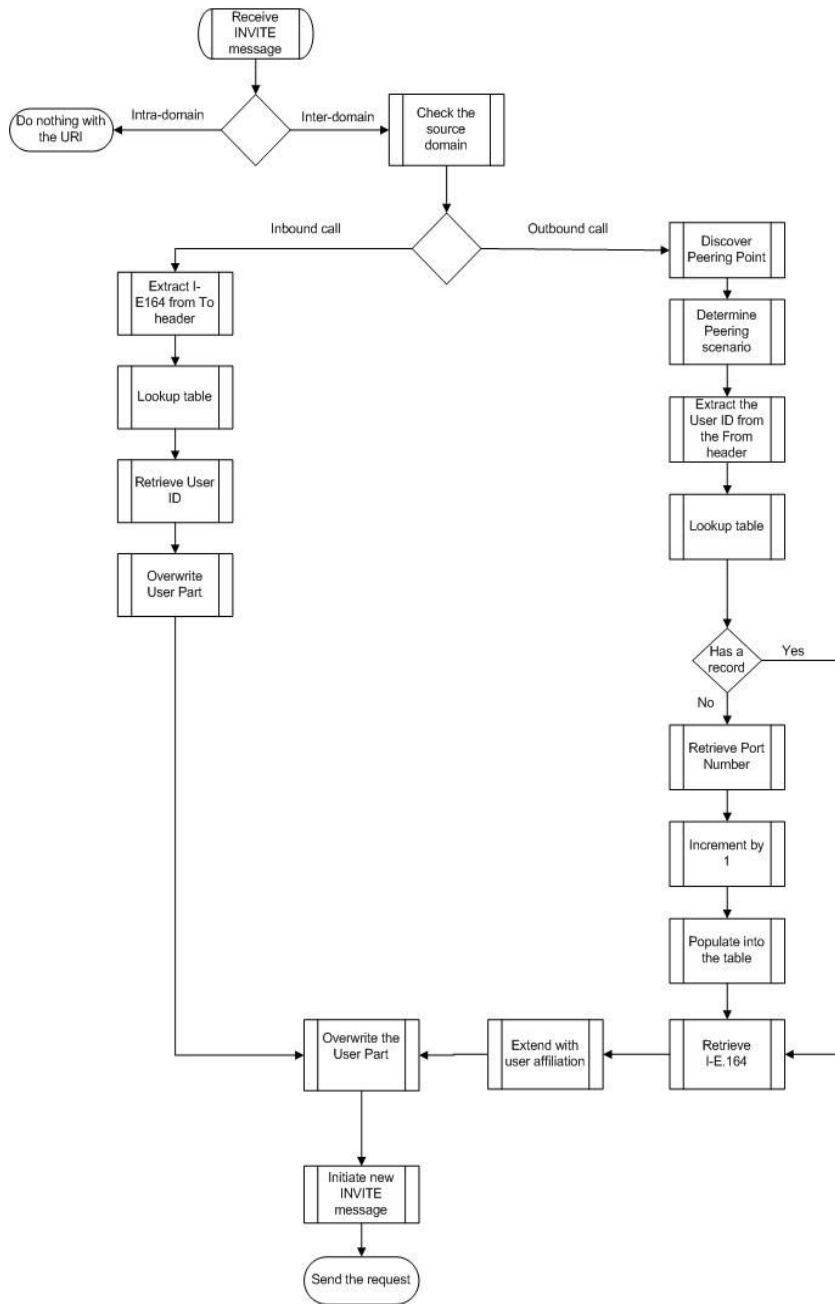 Receive
INVITE
message
Intra-domain
Inter-domain
Do nothing with
the URI
Check the
source
domain
Inbound call
Outbound call
Discover
Peering Point
Extract I-
E164 from To
header
Determine
Peering
scenario
Lookup table
Extract the
User ID from
the From
header
Retrieve User
ID
Lookup table
Overwrite
User Part
Has a
record
Yes
No
Retrieve Port
Number
Increment by
1
Populate into
the table
Overwrite the
User Part
Extend with
user affiliation
Retrieve
I-E.164
Initiate new
INVITE
message
Send the request